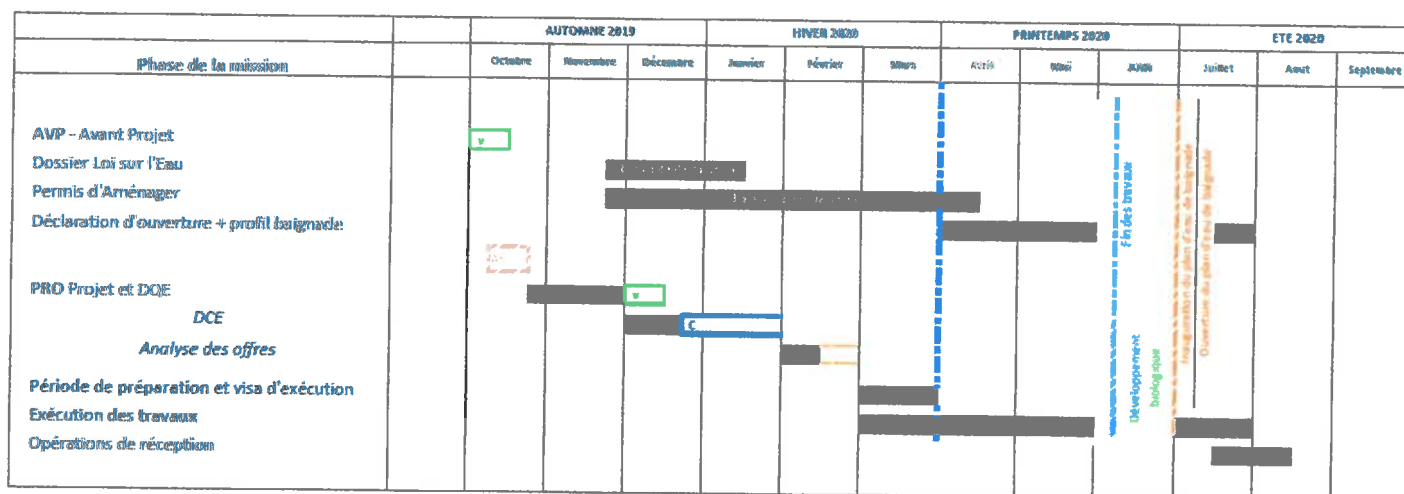 AUTOMNE 2019 HIVER 2020 PRINTEMPS 2020 ETE 2020
Phase de la mission Octobre Novembre Décembre Janvier Février Mars Avril Mai Juin Juillet Aout Septembre
AVP - Avant Projet
v
Dossier Loi sur l'Eau
Permis d'Aménager
Déclaration d'ouverture + profil baignade
PRO Projet et DQE
v
DCE
C
Analyse des offres
Période de préparation et visa d'exécution
Exécution des travaux
Opérations de réception
Fin des travaux
Développement
biologique
Inauguration du plan d'eau de baignade
Ouverture du plan d'eau de baignade